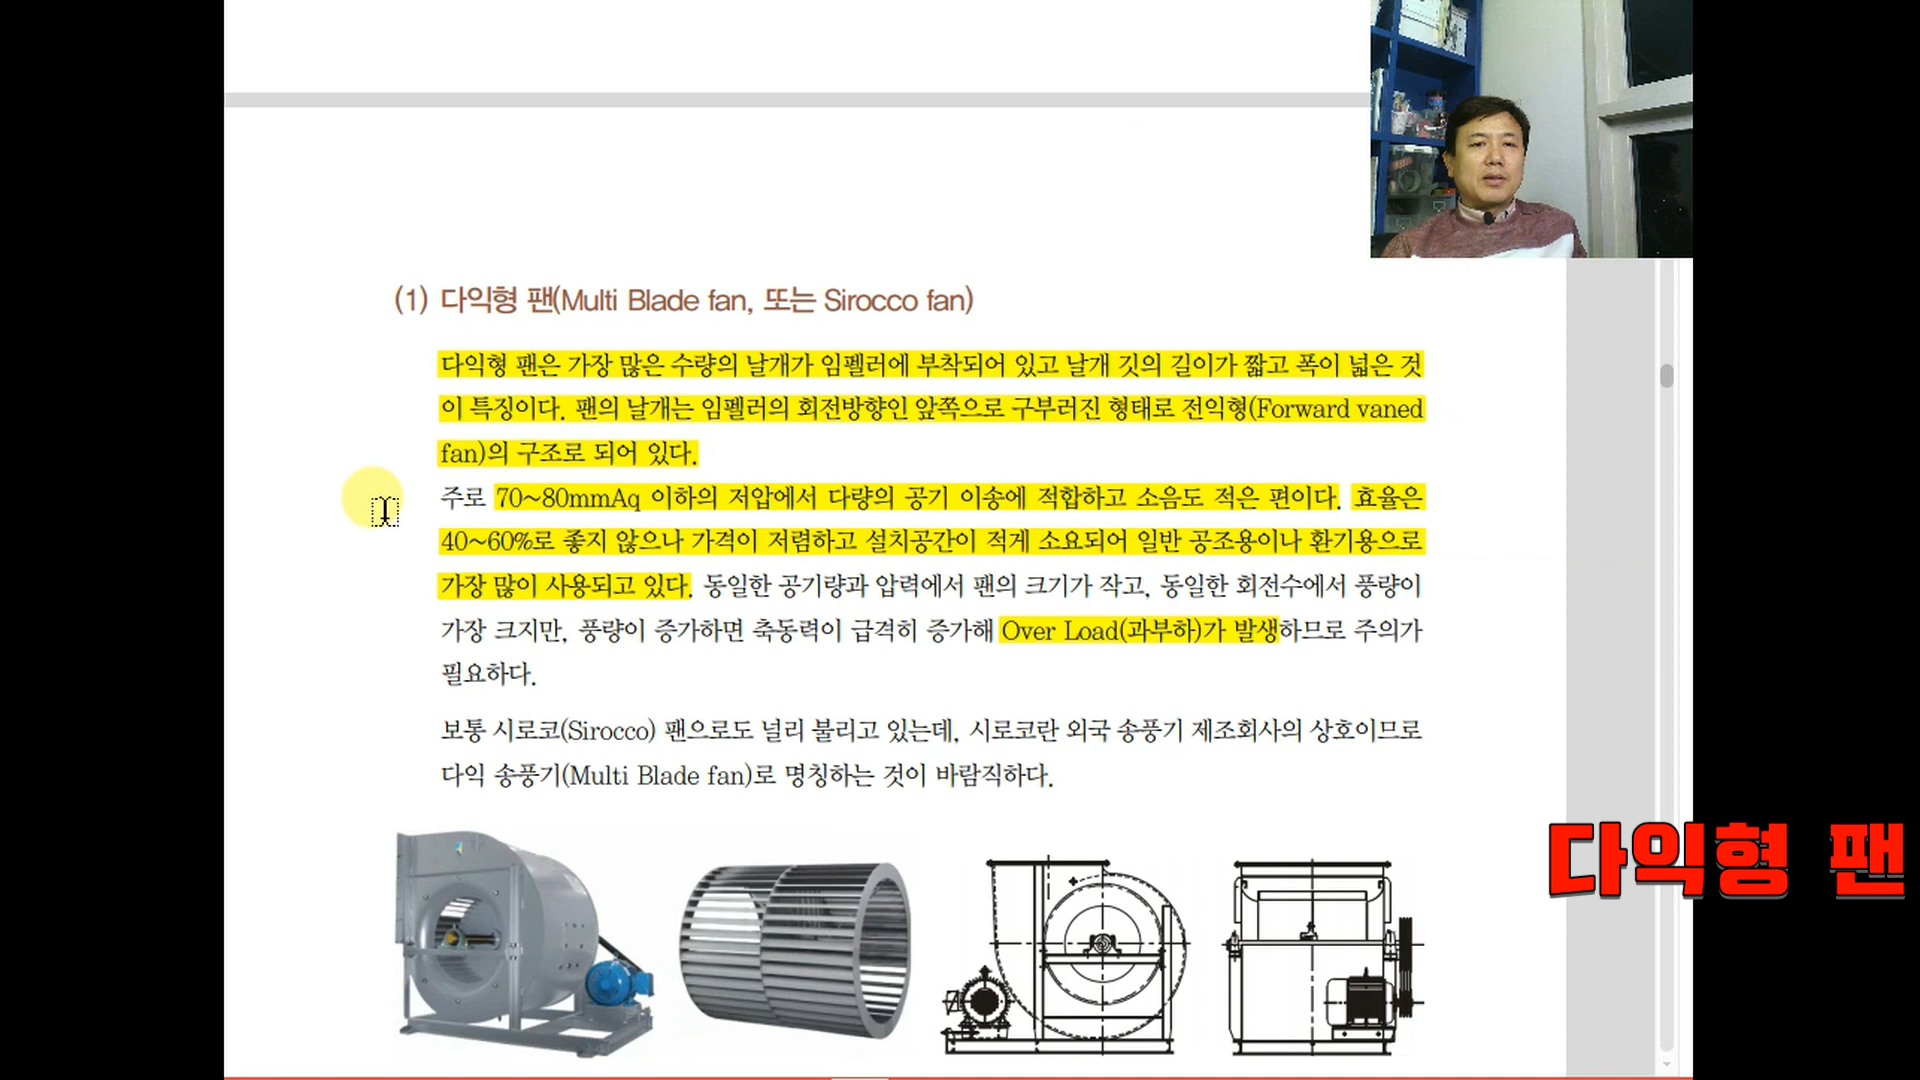 (1) 다익형 팬(Multi Blade fan, 또는 Sirocco fan)
다익형 팬은 가장 많은 수량의 날개가 임펠러에 부착되어 있고 날개 깃의 길이가 짧고 폭이 넓은 것
이 특징이다. 팬의 날개는 임펠러의 회전방향인 앞쪽으로 구부러진 형태로 전익형(Forward vaned
fan)의 구조로 되어 있다.
주로 70~80mmAq 이하의 저압에서 다량의 공기 이송에 적합하고 소음도 적은 편이다. 효율은
40~60%로 좋지 않으나 가격이 저렴하고 설치공간이 적게 소요되어 일반 공조용이나 환기용으로
가장 많이 사용되고 있다. 동일한 공기량과 압력에서 팬의 크기가 작고, 동일한 회전수에서 풍량이
가장 크지만, 풍량이 증가하면 축동력이 급격히 증가해 Over Load(과부하)가 발생하므로 주의가
필요하다.
보통 시로코(Sirocco) 팬으로도 널리 불리고 있는데, 시로코란 외국 송풍기 제조회사의 상호이므로
다익 송풍기(Multi Blade fan)로 명칭하는 것이 바람직하다.
다익형 팬